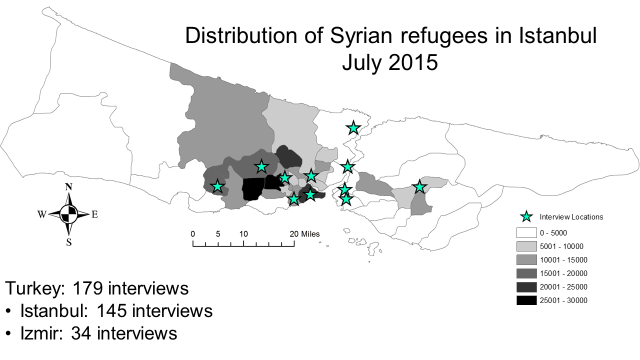 Distribution of Syrian refugees in Istanbul
July 2015
N
W E
S
0 5 10 20 Miles
Interview Locations
0 - 5000
5001 - 10000
10001 - 15000
15001 - 20000
20001 - 25000
25001 - 30000
Turkey: 179 interviews
• Istanbul: 145 interviews
• Izmir: 34 interviews